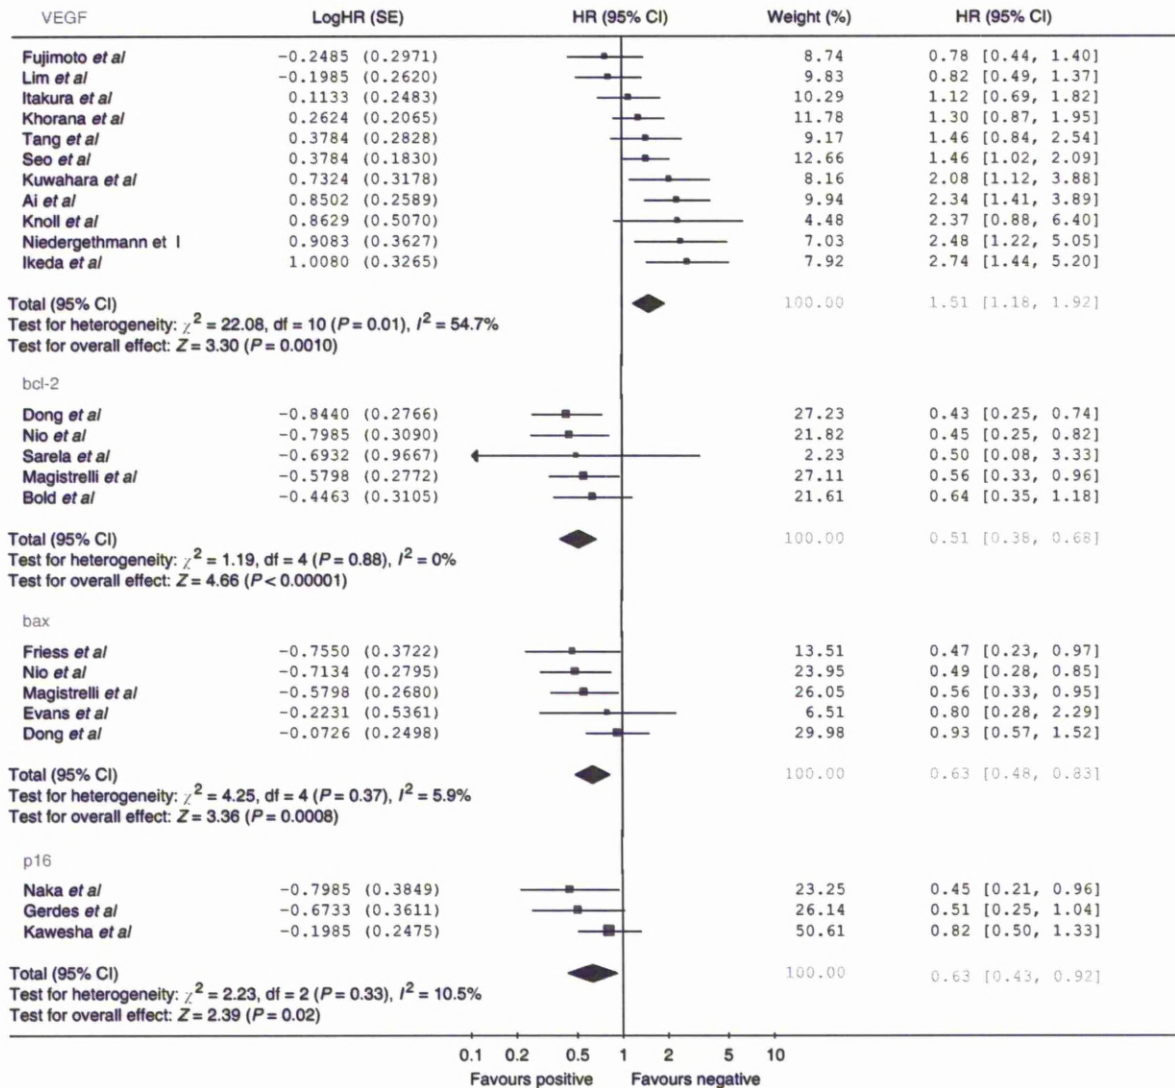 VEGF LogHR (SE) HR (95% CI) Weight (%) HR (95% CI)
Fujimoto et al −0.2485 (0.2971) 8.74 0.78 [0.44, 1.40]
Lim et al −0.1985 (0.2620) 9.83 0.82 [0.49, 1.37]
Itakura et al 0.1133 (0.2483) 10.29 1.12 [0.69, 1.82]
Khorana et al 0.2624 (0.2065) 11.78 1.30 [0.87, 1.95]
Tang et al 0.3784 (0.2828) 9.17 1.46 [0.84, 2.54]
Seo et al 0.3784 (0.1830) 12.66 1.46 [1.02, 2.09]
Kuwahara et al 0.7324 (0.3178) 8.16 2.08 [1.12, 3.88]
Ai et al 0.8502 (0.2589) 9.94 2.34 [1.41, 3.89]
Knoll et al 0.8629 (0.5070) 4.48 2.37 [0.88, 6.40]
Niedergethmann et l 0.9083 (0.3627) 7.03 2.48 [1.22, 5.05]
Ikeda et al 1.0080 (0.3265) 7.92 2.74 [1.44, 5.20]
Total (95% CI) 100.00 1.51 [1.18, 1.92]
Test for heterogeneity: χ² = 22.08, df = 10 (P = 0.01), I² = 54.7%
Test for overall effect: Z = 3.30 (P = 0.0010)
bcl-2
Dong et al −0.8440 (0.2766) 27.23 0.43 [0.25, 0.74]
Nio et al −0.7985 (0.3090) 21.82 0.45 [0.25, 0.82]
Sarela et al −0.6932 (0.9667) 2.23 0.50 [0.08, 3.33]
Magistrelli et al −0.5798 (0.2772) 27.11 0.56 [0.33, 0.96]
Bold et al −0.4463 (0.3105) 21.61 0.64 [0.35, 1.18]
Total (95% CI) 100.00 0.51 [0.38, 0.68]
Test for heterogeneity: χ² = 1.19, df = 4 (P = 0.88), I² = 0%
Test for overall effect: Z = 4.66 (P < 0.00001)
bax
Friess et al −0.7550 (0.3722) 13.51 0.47 [0.23, 0.97]
Nio et al −0.7134 (0.2795) 23.95 0.49 [0.28, 0.85]
Magistrelli et al −0.5798 (0.2680) 26.05 0.56 [0.33, 0.95]
Evans et al −0.2231 (0.5361) 6.51 0.80 [0.28, 2.29]
Dong et al −0.0726 (0.2498) 29.98 0.93 [0.57, 1.52]
Total (95% CI) 100.00 0.63 [0.48, 0.83]
Test for heterogeneity: χ² = 4.25, df = 4 (P = 0.37), I² = 5.9%
Test for overall effect: Z = 3.36 (P = 0.0008)
p16
Naka et al −0.7985 (0.3849) 23.25 0.45 [0.21, 0.96]
Gerdes et al −0.6733 (0.3611) 26.14 0.51 [0.25, 1.04]
Kawesha et al −0.1985 (0.2475) 50.61 0.82 [0.50, 1.33]
Total (95% CI) 100.00 0.63 [0.43, 0.92]
Test for heterogeneity: χ² = 2.23, df = 2 (P = 0.33), I² = 10.5%
Test for overall effect: Z = 2.39 (P = 0.02)
0.1 0.2 0.5 1 2 5 10
Favours positive Favours negative